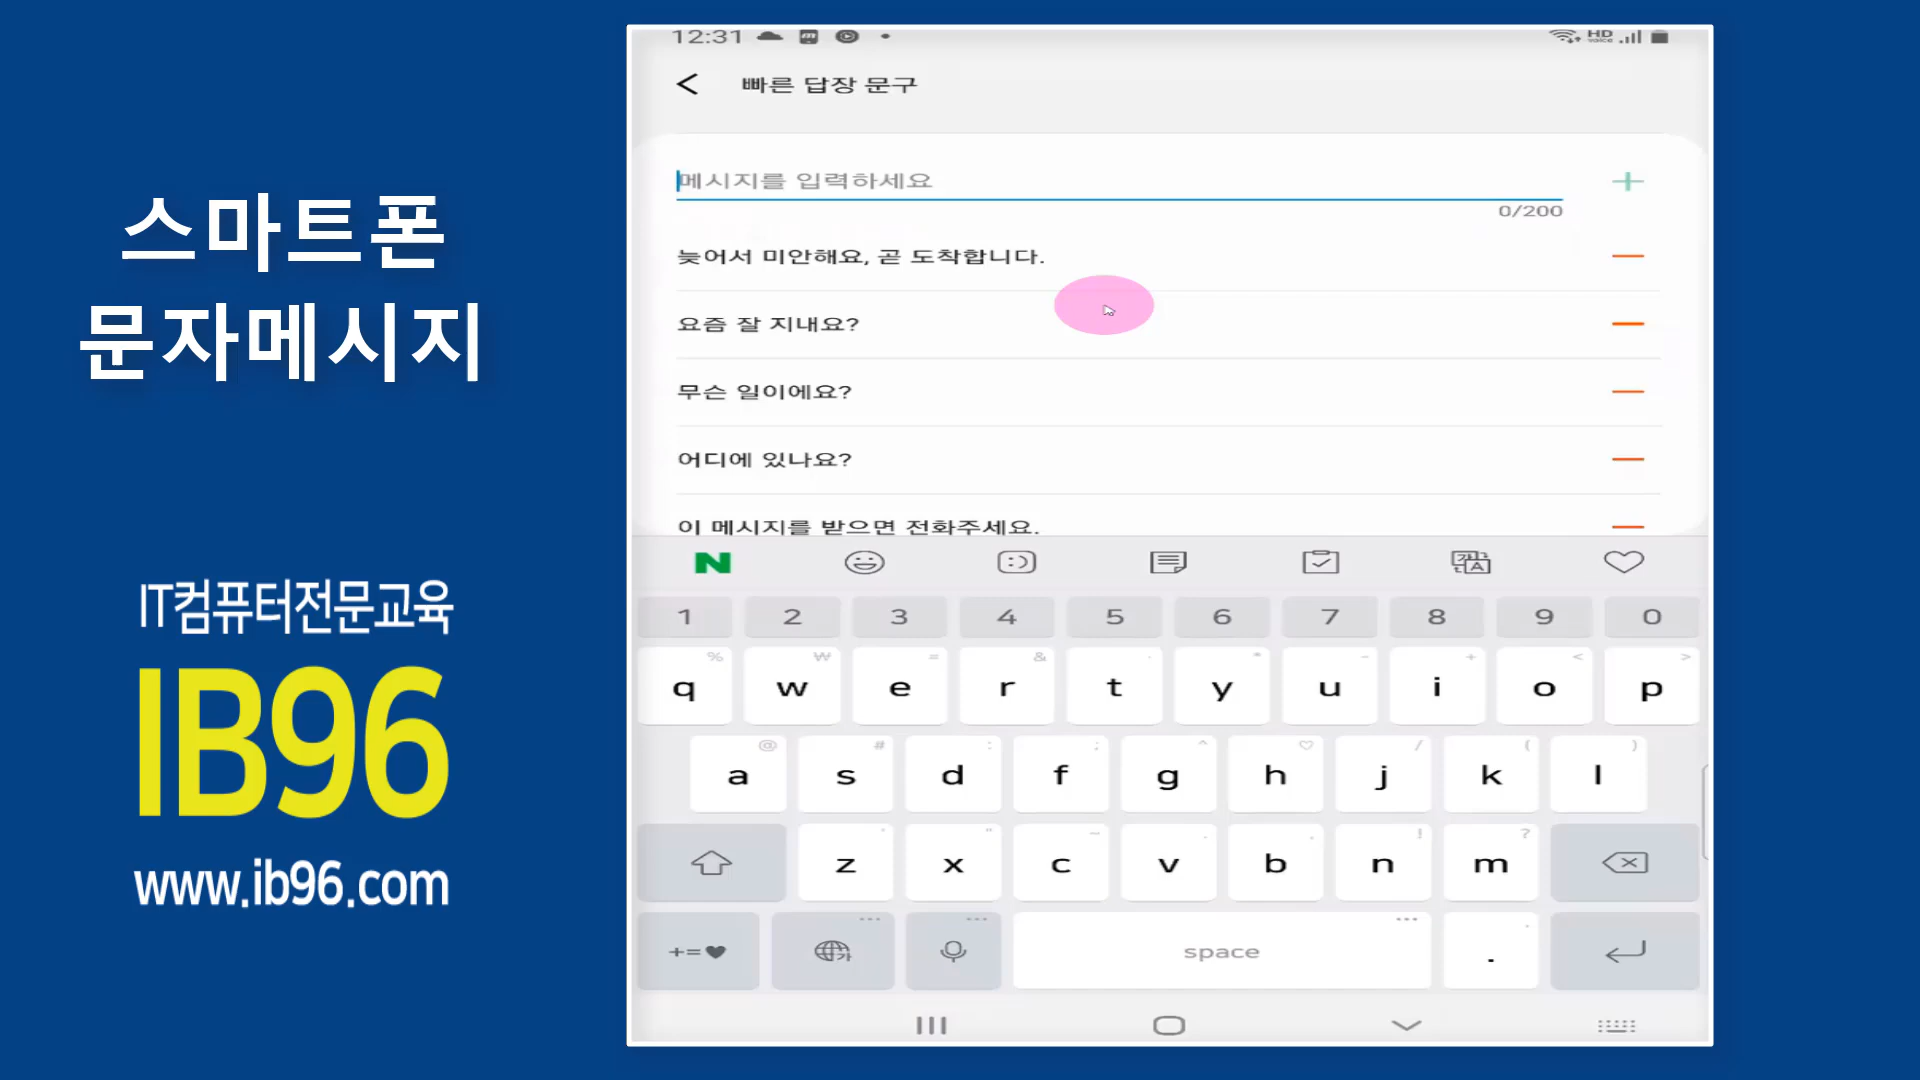 스마트폰
문자메시지
IT컴퓨터전문교육
IB96
www.ib96.com
12:31
HD
voice
빠른 답장 문구
메시지를 입력하세요
0/200
늦어서 미안해요, 곧 도착합니다.
요즘 잘 지내요?
무슨 일이에요?
어디에 있나요?
이 메시지를 받으면 전화주세요.
N
1 2 3 4 5 6 7 8 9 0
% ₩ = & · * - + < >
q w e r t y u i o p
@ # : ; ^ ♡ / ( )
a s d f g h j k l
' " ~ . , ! ?
z x c v b n m
+=♥ 가 space .